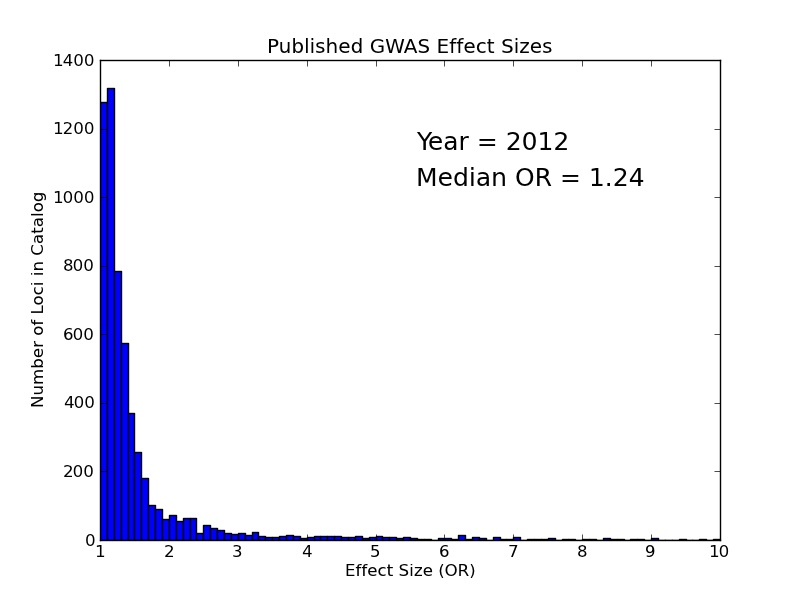 Published GWAS Effect Sizes
1400
1200
1000
800
600
400
200
0
Number of Loci in Catalog
Year = 2012
Median OR = 1.24
1 2 3 4 5 6 7 8 9 10
Effect Size (OR)